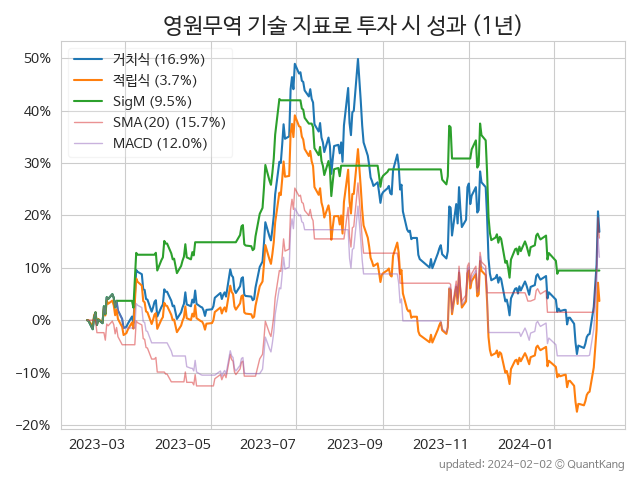 영원무역 기술 지표로 투자 시 성과 (1년)
거치식 (16.9%)
적립식 (3.7%)
SigM (9.5%)
SMA(20) (15.7%)
MACD (12.0%)
50%
40%
30%
20%
10%
0%
−10%
−20%
2023-03 2023-05 2023-07 2023-09 2023-11 2024-01
updated: 2024-02-02 © QuantKang